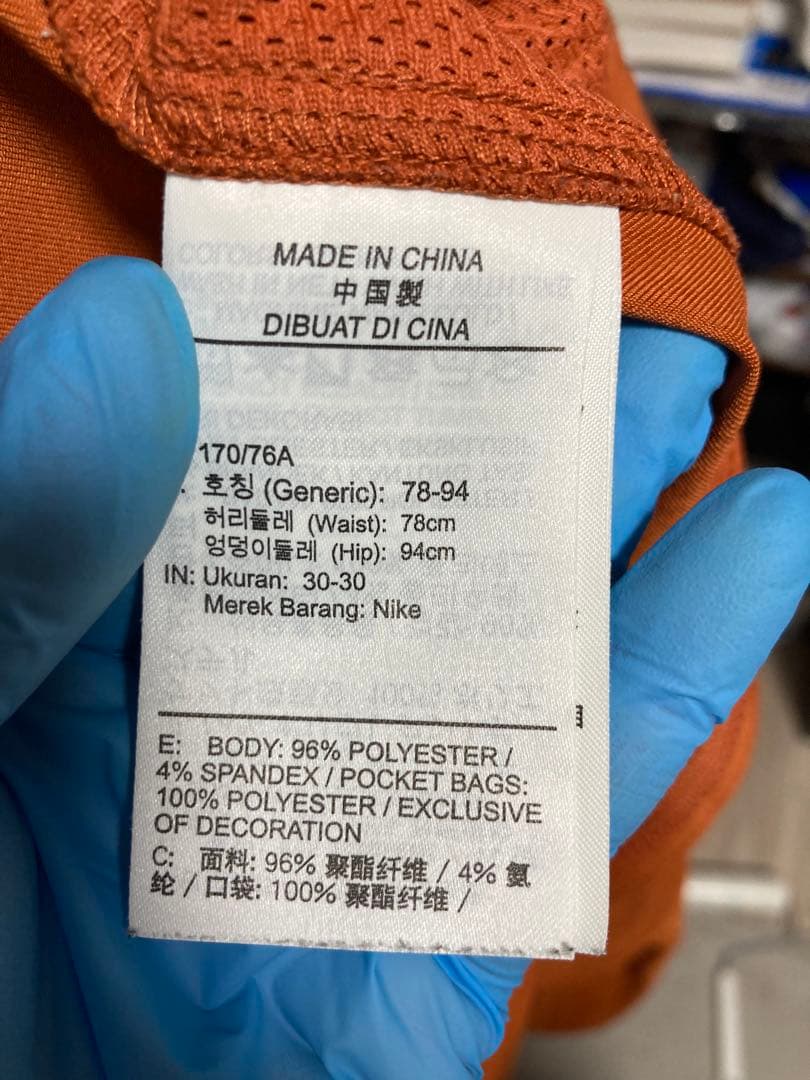 MADE IN CHINA
中国製
DIBUAT DI CINA
170/76A
호칭 (Generic): 78-94
허리둘레 (Waist): 78cm
엉덩이둘레 (Hip): 94cm
IN: Ukuran: 30-30
Merek Barang: Nike
E: BODY: 96% POLYESTER /
4% SPANDEX / POCKET BAGS:
100% POLYESTER / EXCLUSIVE
OF DECORATION
C: 面料: 96% 聚酯纤维 / 4% 氨
纶 / 口袋: 100% 聚酯纤维 /